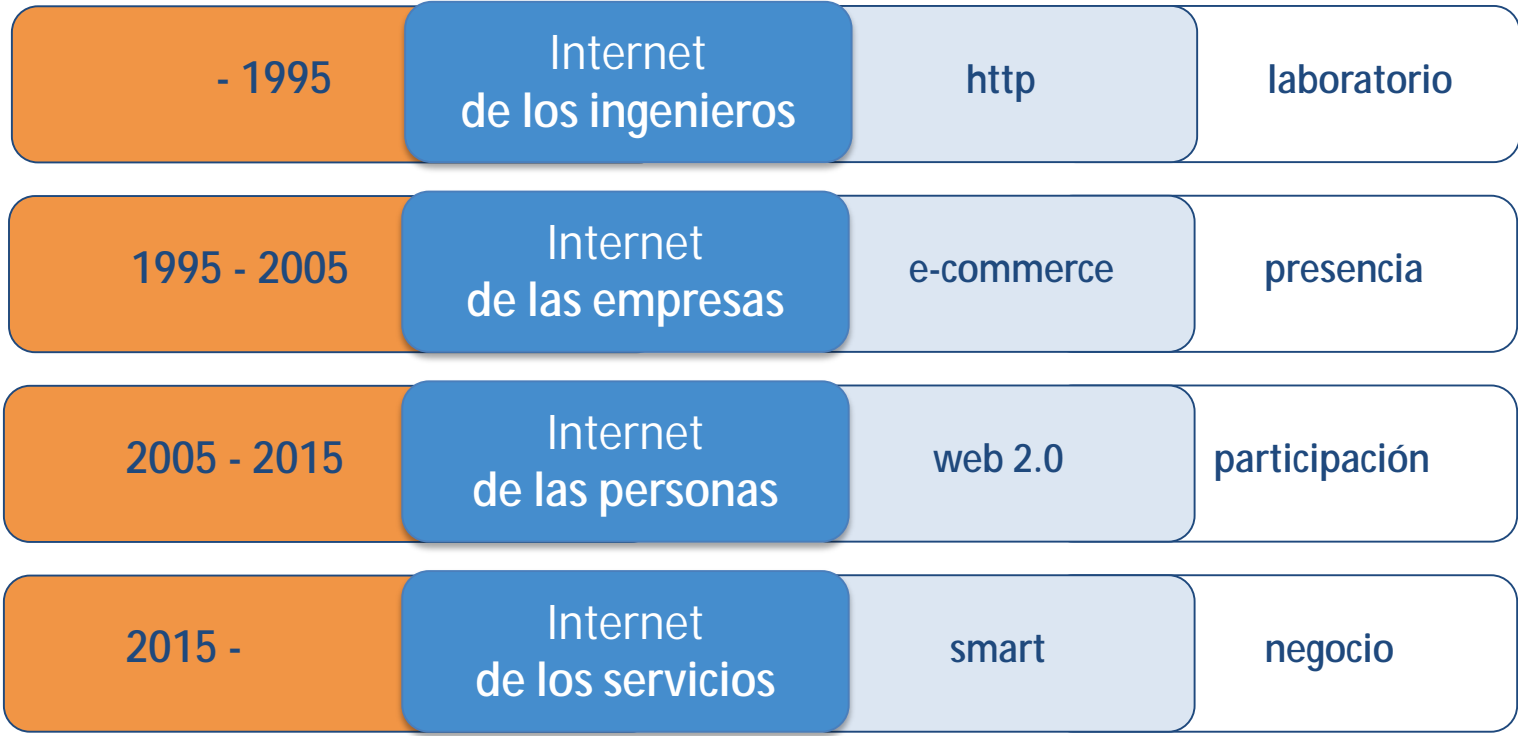 - 1995
Internet
de los ingenieros
http
laboratorio
1995 - 2005
Internet
de las empresas
e-commerce
presencia
2005 - 2015
Internet
de las personas
web 2.0
participación
2015 -
Internet
de los servicios
smart
negocio